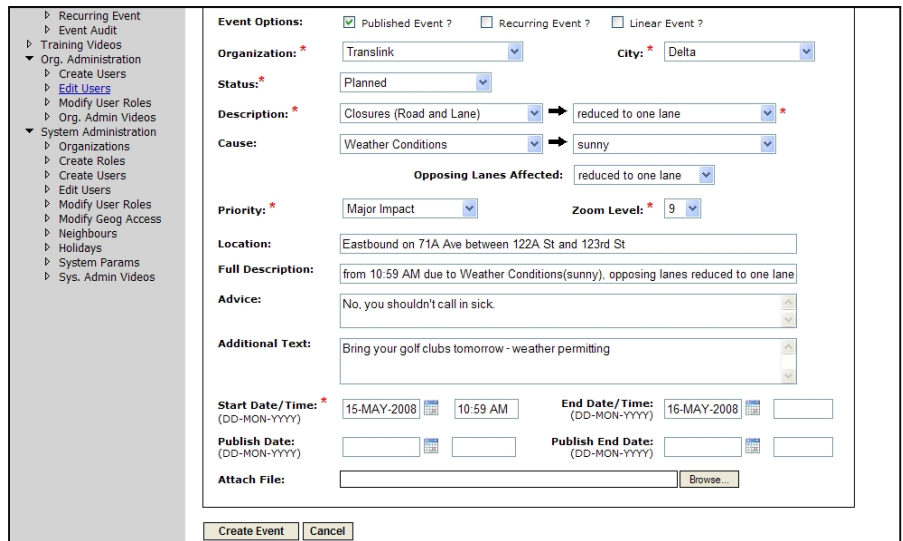 Recurring Event
Event Audit
Training Videos
Org. Administration
Create Users
Edit Users
Modify User Roles
Org. Admin Videos
System Administration
Organizations
Create Roles
Create Users
Edit Users
Modify User Roles
Modify Geog Access
Neighbours
Holidays
System Params
Sys. Admin Videos
Event Options: Published Event ? Recurring Event ? Linear Event ?
Organization: * Translink City: * Delta
Status:* Planned
Description: * Closures (Road and Lane) reduced to one lane *
Cause: Weather Conditions sunny
Opposing Lanes Affected: reduced to one lane
Priority: * Major Impact Zoom Level: * 9
Location: Eastbound on 71A Ave between 122A St and 123rd St
Full Description: from 10:59 AM due to Weather Conditions(sunny), opposing lanes reduced to one lane
Advice: No, you shouldn't call in sick.
Additional Text: Bring your golf clubs tomorrow - weather permitting
Start Date/Time: * 15-MAY-2008 10:59 AM End Date/Time: 16-MAY-2008
(DD-MON-YYYY) (DD-MON-YYYY)
Publish Date: Publish End Date:
(DD-MON-YYYY) (DD-MON-YYYY)
Attach File: Browse...
Create Event Cancel